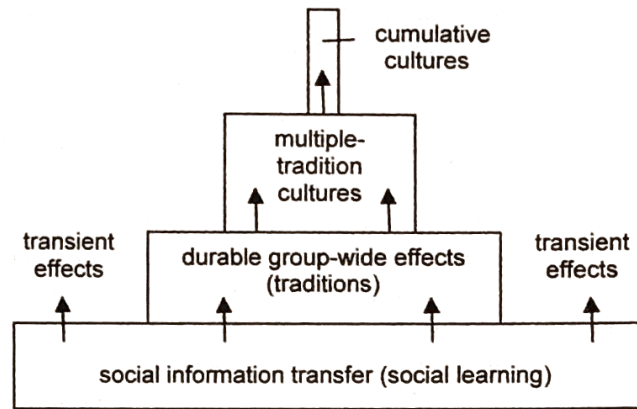 cumulative
cultures
multiple-
tradition
cultures
transient
effects
durable group-wide effects
(traditions)
transient
effects
social information transfer (social learning)